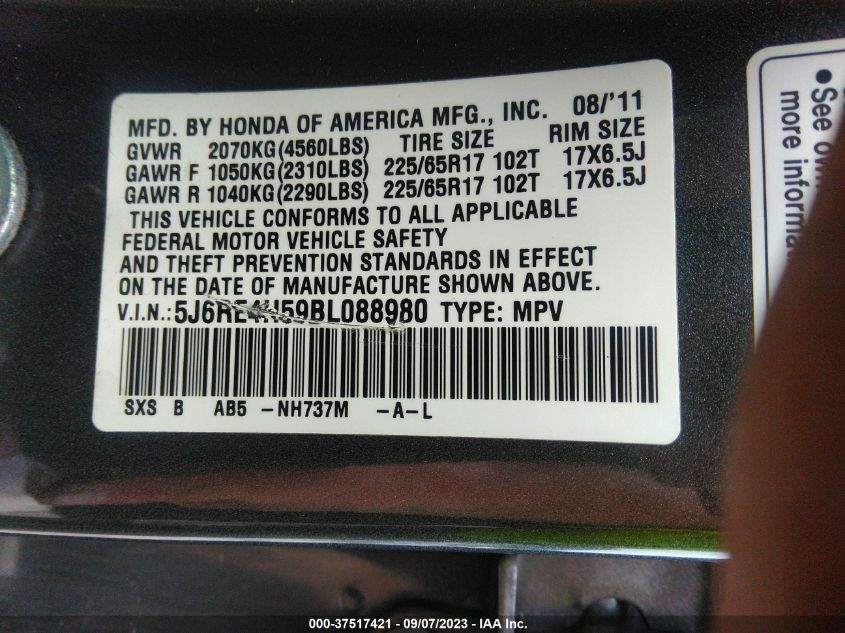 MFD. BY HONDA OF AMERICA MFG., INC. 08/'11
GVWR 2070KG(4560LBS) TIRE SIZE RIM SIZE
GAWR F 1050KG(2310LBS) 225/65R17 102T 17X6.5J
GAWR R 1040KG(2290LBS) 225/65R17 102T 17X6.5J
THIS VEHICLE CONFORMS TO ALL APPLICABLE
FEDERAL MOTOR VEHICLE SAFETY
AND THEFT PREVENTION STANDARDS IN EFFECT
ON THE DATE OF MANUFACTURE SHOWN ABOVE.
V.I.N.:5J6RE4H59BL088980 TYPE: MPV
SXS B AB5 -NH737M -A-L
•See
more
000-37517421 - 09/07/2023 - IAA Inc.